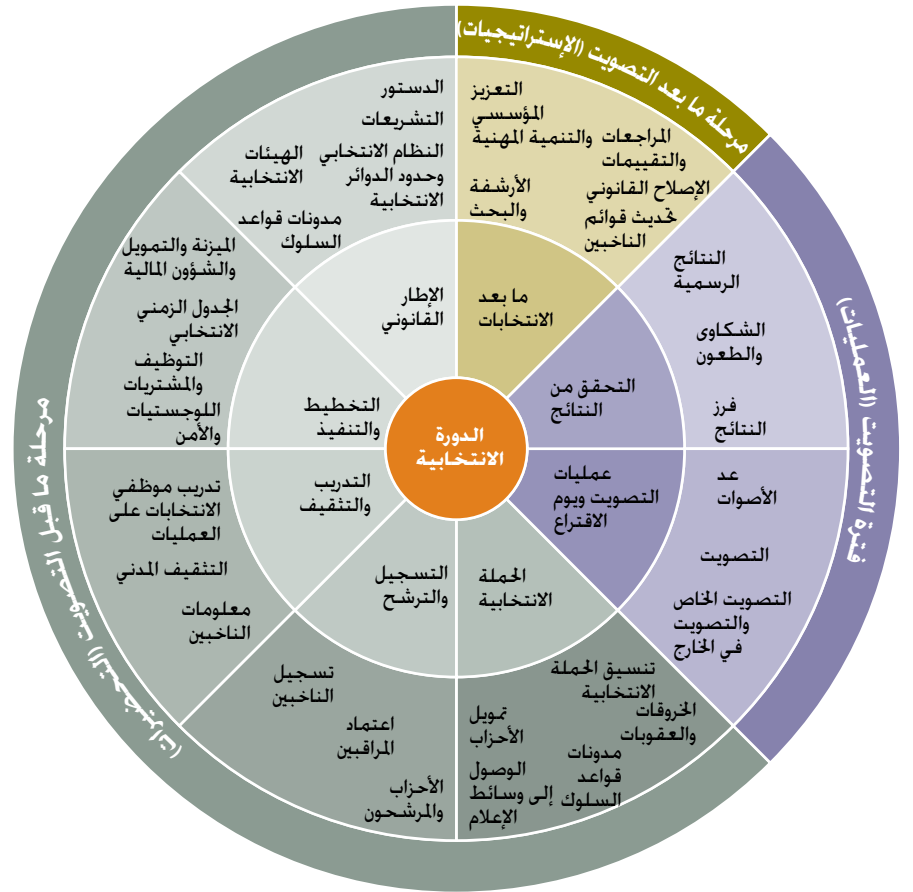 الدورة
الانتخابية
مرحلة ما قبل التصويت (التحضيرات)
الإطار
القانوني
الدستور
التشريعات
النظام الانتخابي
وحدود الدوائر
الانتخابية
الهيئات
الانتخابية
مدونات قواعد
السلوك
التخطيط
والتنفيذ
الميزنة والتمويل
والشؤون المالية
الجدول الزمني
الانتخابي
التوظيف
والمشتريات
اللوجستيات
والأمن
التدريب
والتثقيف
تدريب موظفي
الانتخابات على
العمليات
التثقيف المدني
معلومات
الناخبين
التسجيل
والترشح
تسجيل
الناخبين
اعتماد
المراقبين
الأحزاب
والمرشحون
الحملة
الانتخابية
تنسيق الحملة
الانتخابية
الخروقات
والعقوبات
تمويل
الأحزاب
مدونات
قواعد
السلوك
الوصول
إلى وسائط
الإعلام
فترة التصويت (العمليات)
عمليات
التصويت ويوم
الاقتراع
التصويت الخاص
والتصويت
في الخارج
التصويت
عد
الأصوات
التحقق من
النتائج
فرز
النتائج
الشكاوى
والطعون
النتائج
الرسمية
مرحلة ما بعد التصويت (الإستراتيجيات)
ما بعد
الانتخابات
التعزيز
المؤسسي
والتنمية المهنية
المراجعات
والتقييمات
الإصلاح القانوني
الأرشفة
والبحث
تحديث قوائم
الناخبين